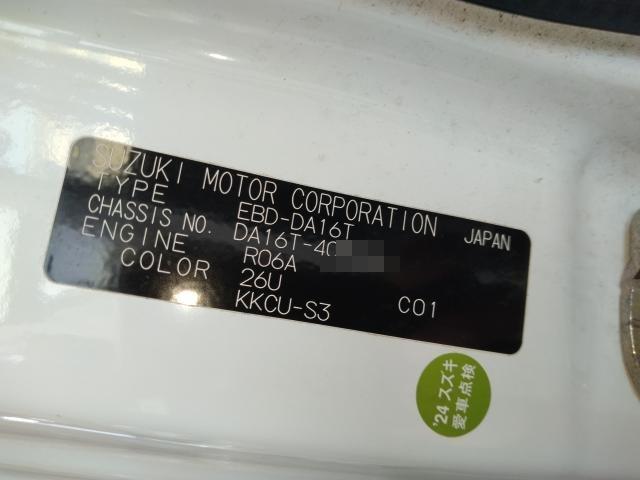 SUZUKI MOTOR CORPORATION JAPAN
TYPE EBD-DA16T
CHASSIS NO. DA16T-40
ENGINE R06A
COLOR 26U
KKCU-S3 C01
'24 スズキ
愛車点検